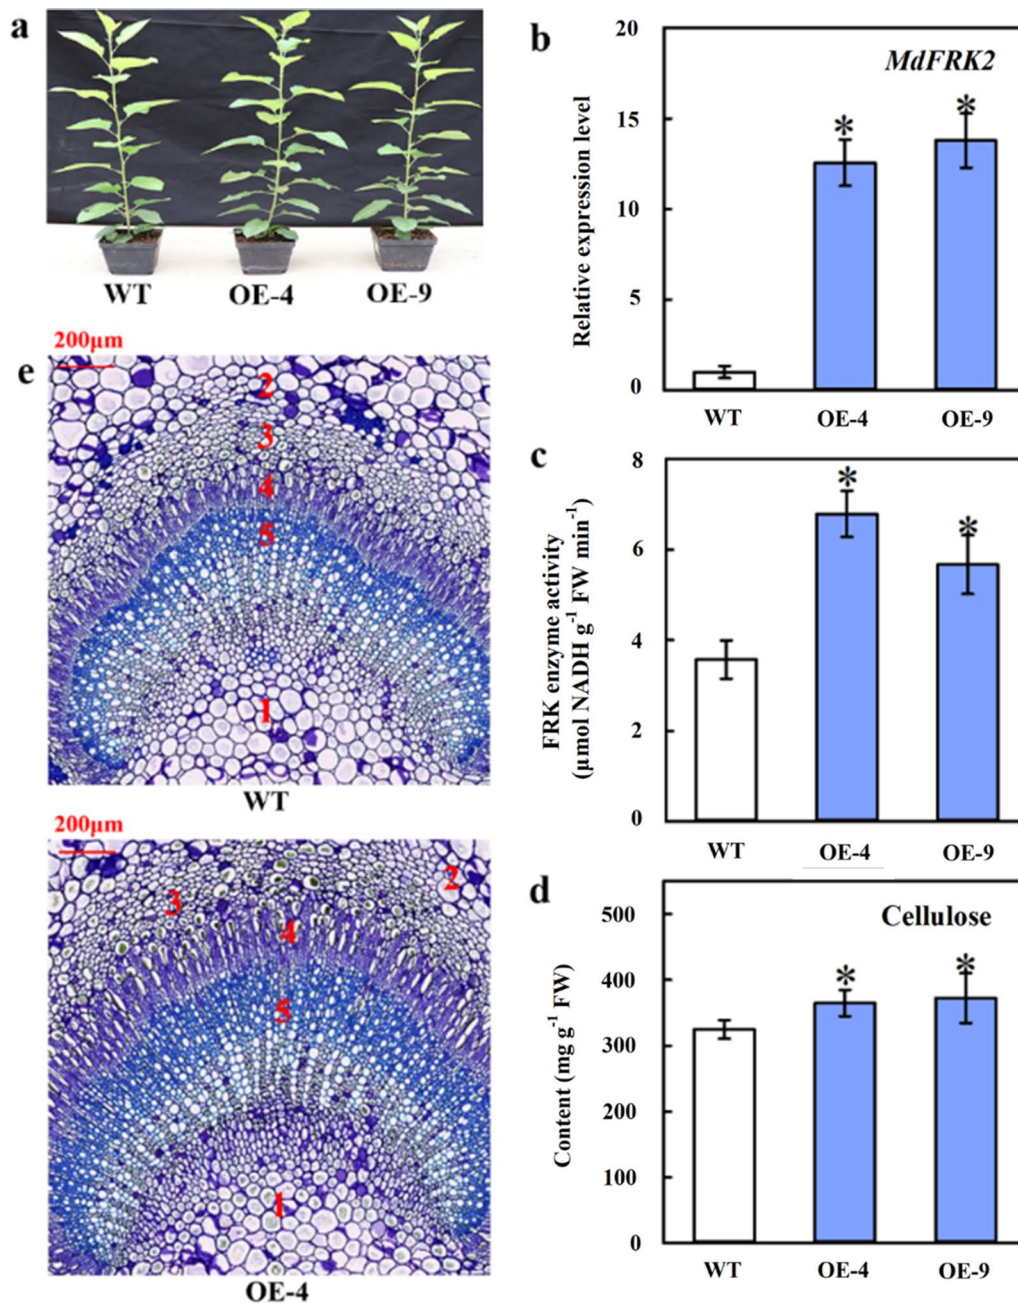 a
WT OE-4 OE-9
b
20
15
10
5
0
Relative expression level
MdFRK2
*
*
WT OE-4 OE-9
c
8
6
4
2
0
FRK enzyme activity
(μmol NADH g⁻¹ FW min⁻¹)
*
*
WT OE-4 OE-9
d
500
400
300
200
100
0
Content (mg g⁻¹ FW)
Cellulose
*
*
WT OE-4 OE-9
e
200μm
2
3
4
5
1
WT
200μm
2
3
4
5
1
OE-4